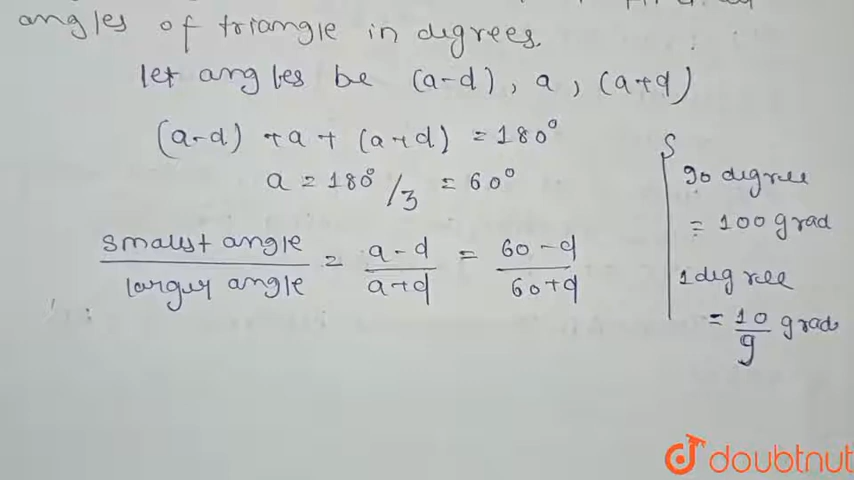 angles of triangle in degrees.
let angles be (a-d), a, (a+d)
(a-d) +a+ (a+d) = 180°
a = 180°/3 = 60°
smallest angle / larger angle = a-d / a+d = 60-d / 60+d
90 degree
= 100 grad
1 degree
= 10/9 grad
doubtnut